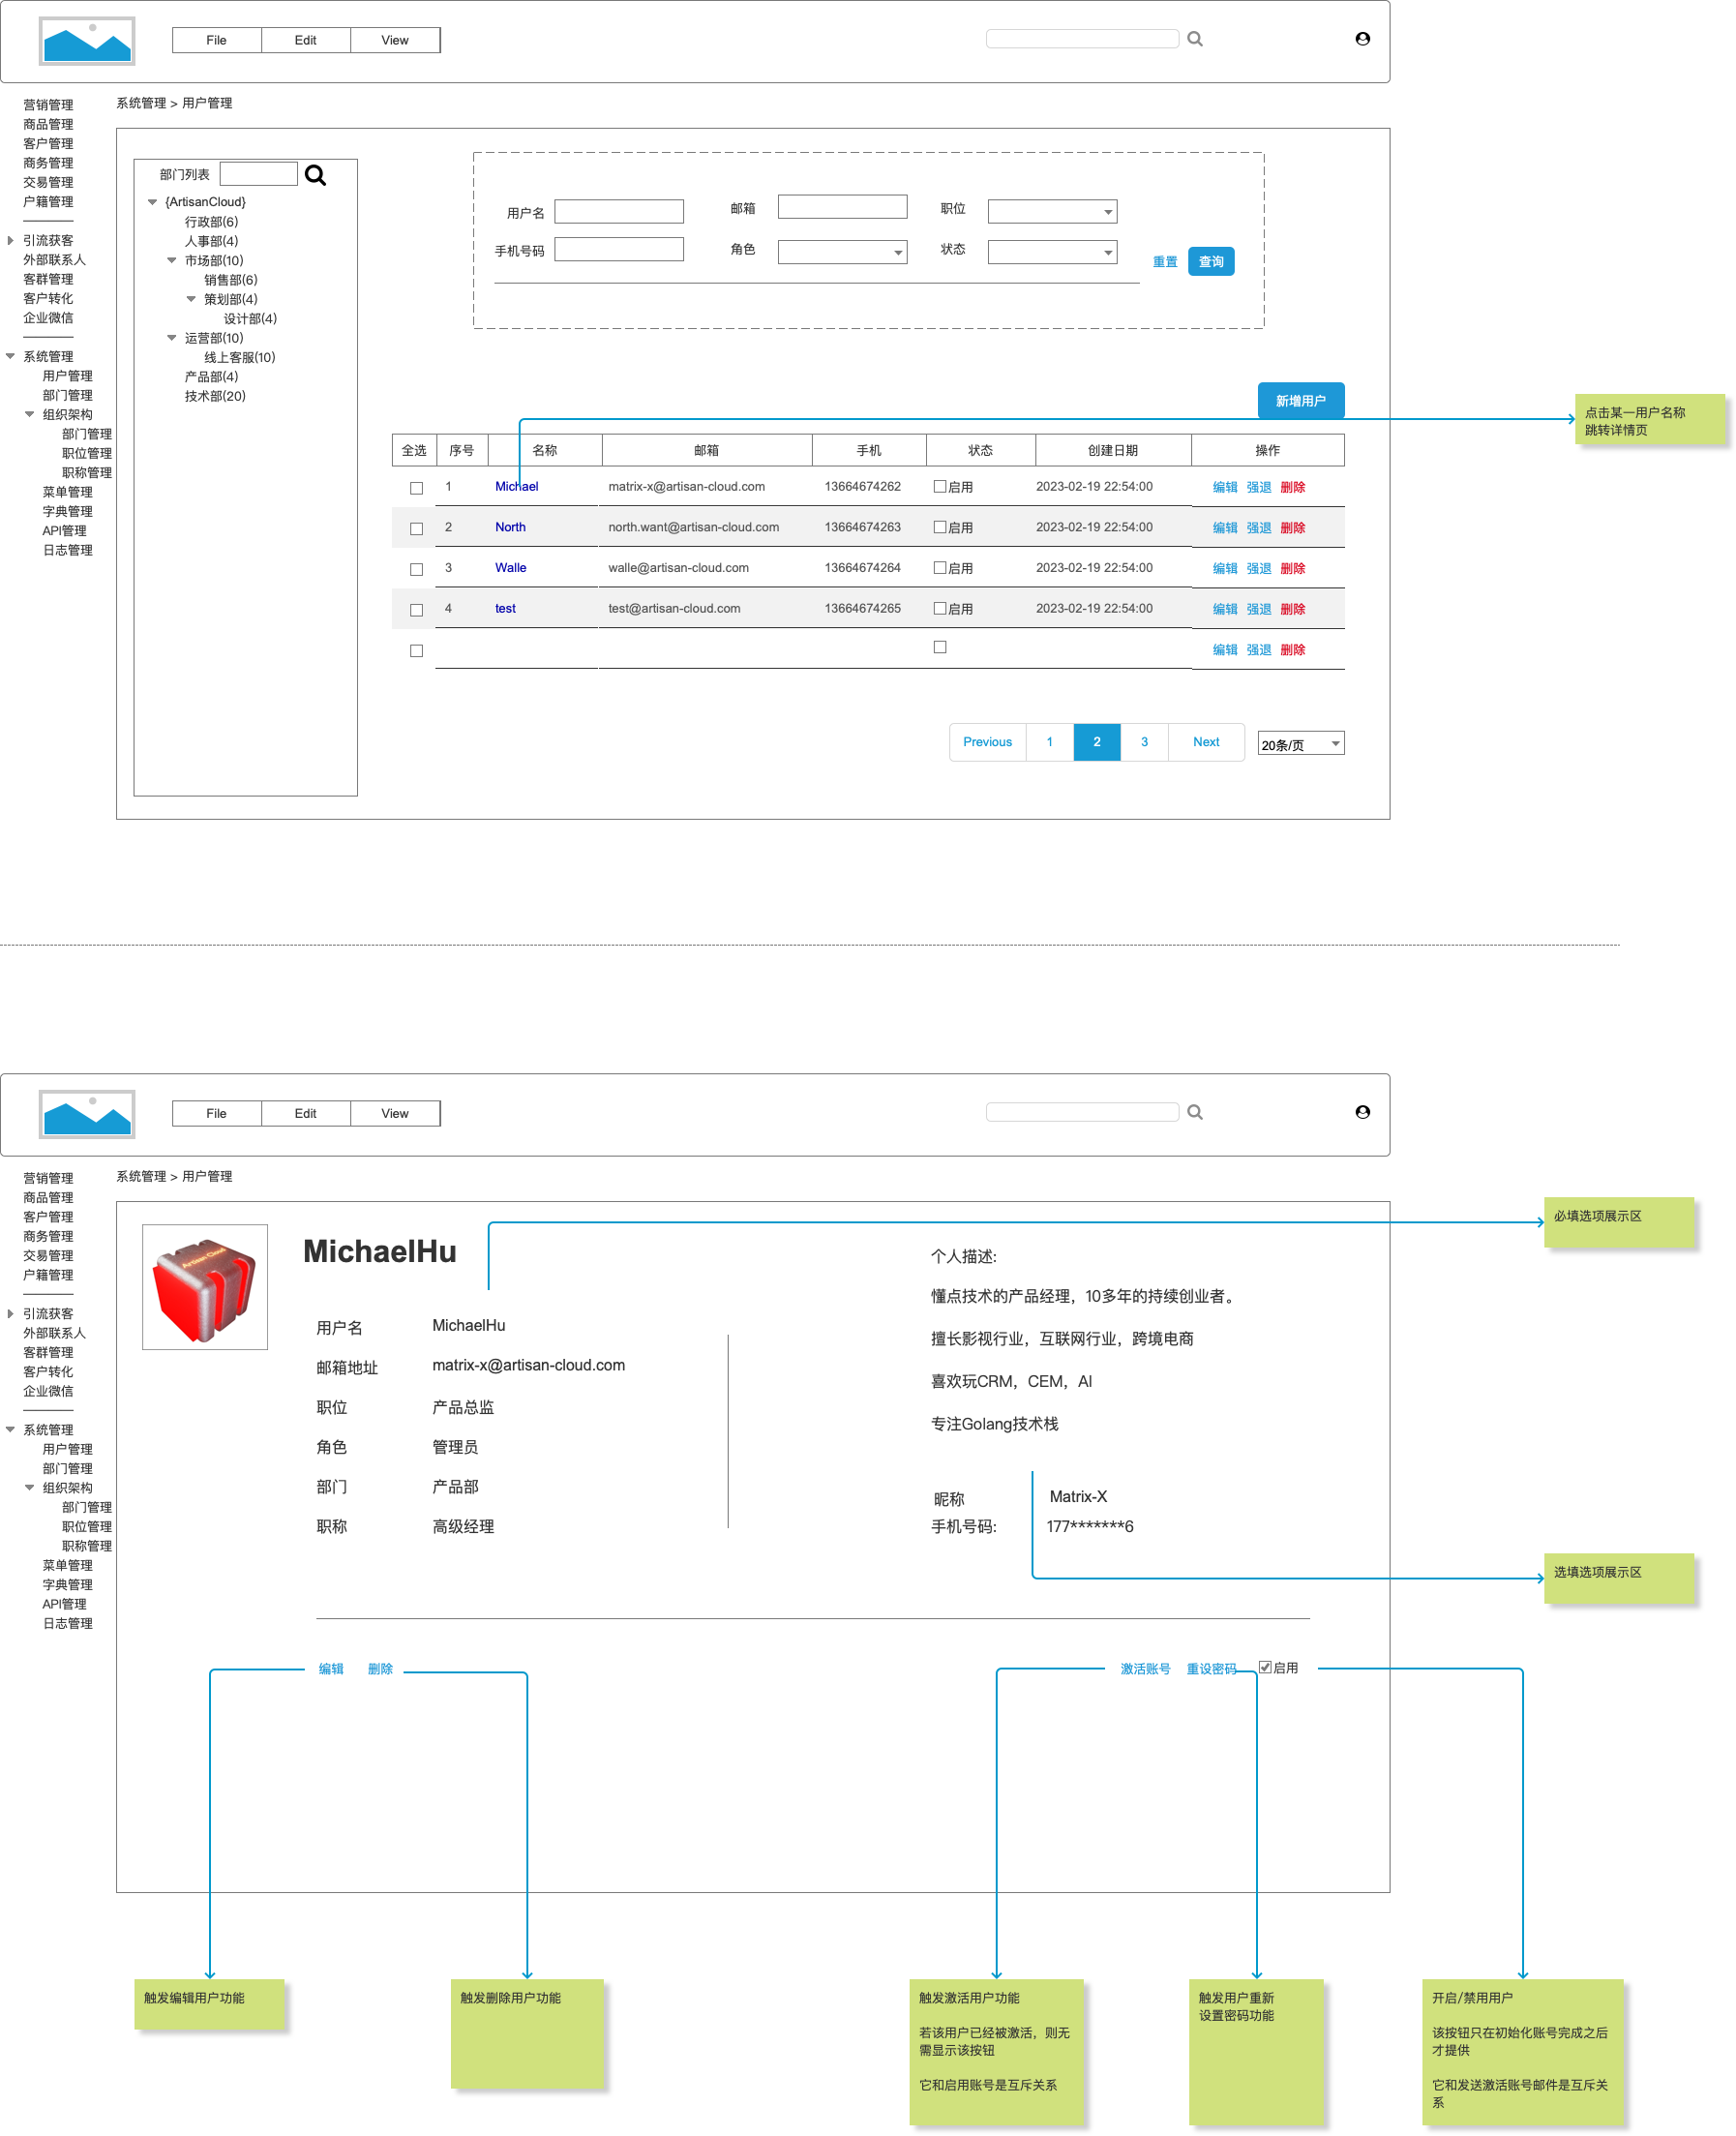 File Edit View
营销管理
商品管理
客户管理
商务管理
交易管理
户籍管理
引流获客
外部联系人
客群管理
客户转化
企业微信
系统管理
用户管理
部门管理
组织架构
部门管理
职位管理
职称管理
菜单管理
字典管理
API管理
日志管理
系统管理 > 用户管理
部门列表
{ArtisanCloud}
行政部(6)
人事部(4)
市场部(10)
销售部(6)
策划部(4)
设计部(4)
运营部(10)
线上客服(10)
产品部(4)
技术部(20)
用户名 邮箱 职位
手机号码 角色 状态
重置 查询
新增用户
点击某一用户名称
跳转详情页
全选 序号 名称 邮箱 手机 状态 创建日期 操作
1 Michael matrix-x@artisan-cloud.com 13664674262 启用 2023-02-19 22:54:00 编辑 强退 删除
2 North north.want@artisan-cloud.com 13664674263 启用 2023-02-19 22:54:00 编辑 强退 删除
3 Walle walle@artisan-cloud.com 13664674264 启用 2023-02-19 22:54:00 编辑 强退 删除
4 test test@artisan-cloud.com 13664674265 启用 2023-02-19 22:54:00 编辑 强退 删除
编辑 强退 删除
Previous 1 2 3 Next 20条/页
File Edit View
营销管理
商品管理
客户管理
商务管理
交易管理
户籍管理
引流获客
外部联系人
客群管理
客户转化
企业微信
系统管理
用户管理
部门管理
组织架构
部门管理
职位管理
职称管理
菜单管理
字典管理
API管理
日志管理
系统管理 > 用户管理
Artisan Cloud
MichaelHu
用户名 MichaelHu
邮箱地址 matrix-x@artisan-cloud.com
职位 产品总监
角色 管理员
部门 产品部
职称 高级经理
个人描述:
懂点技术的产品经理，10多年的持续创业者。
擅长影视行业，互联网行业，跨境电商
喜欢玩CRM，CEM，AI
专注Golang技术栈
昵称 Matrix-X
手机号码: 177*******6
必填选项展示区
选填选项展示区
编辑 删除
激活账号 重设密码 启用
触发编辑用户功能
触发删除用户功能
触发激活用户功能
若该用户已经被激活，则无
需显示该按钮
它和启用账号是互斥关系
触发用户重新
设置密码功能
开启/禁用用户
该按钮只在初始化账号完成之后
才提供
它和发送激活账号邮件是互斥关
系